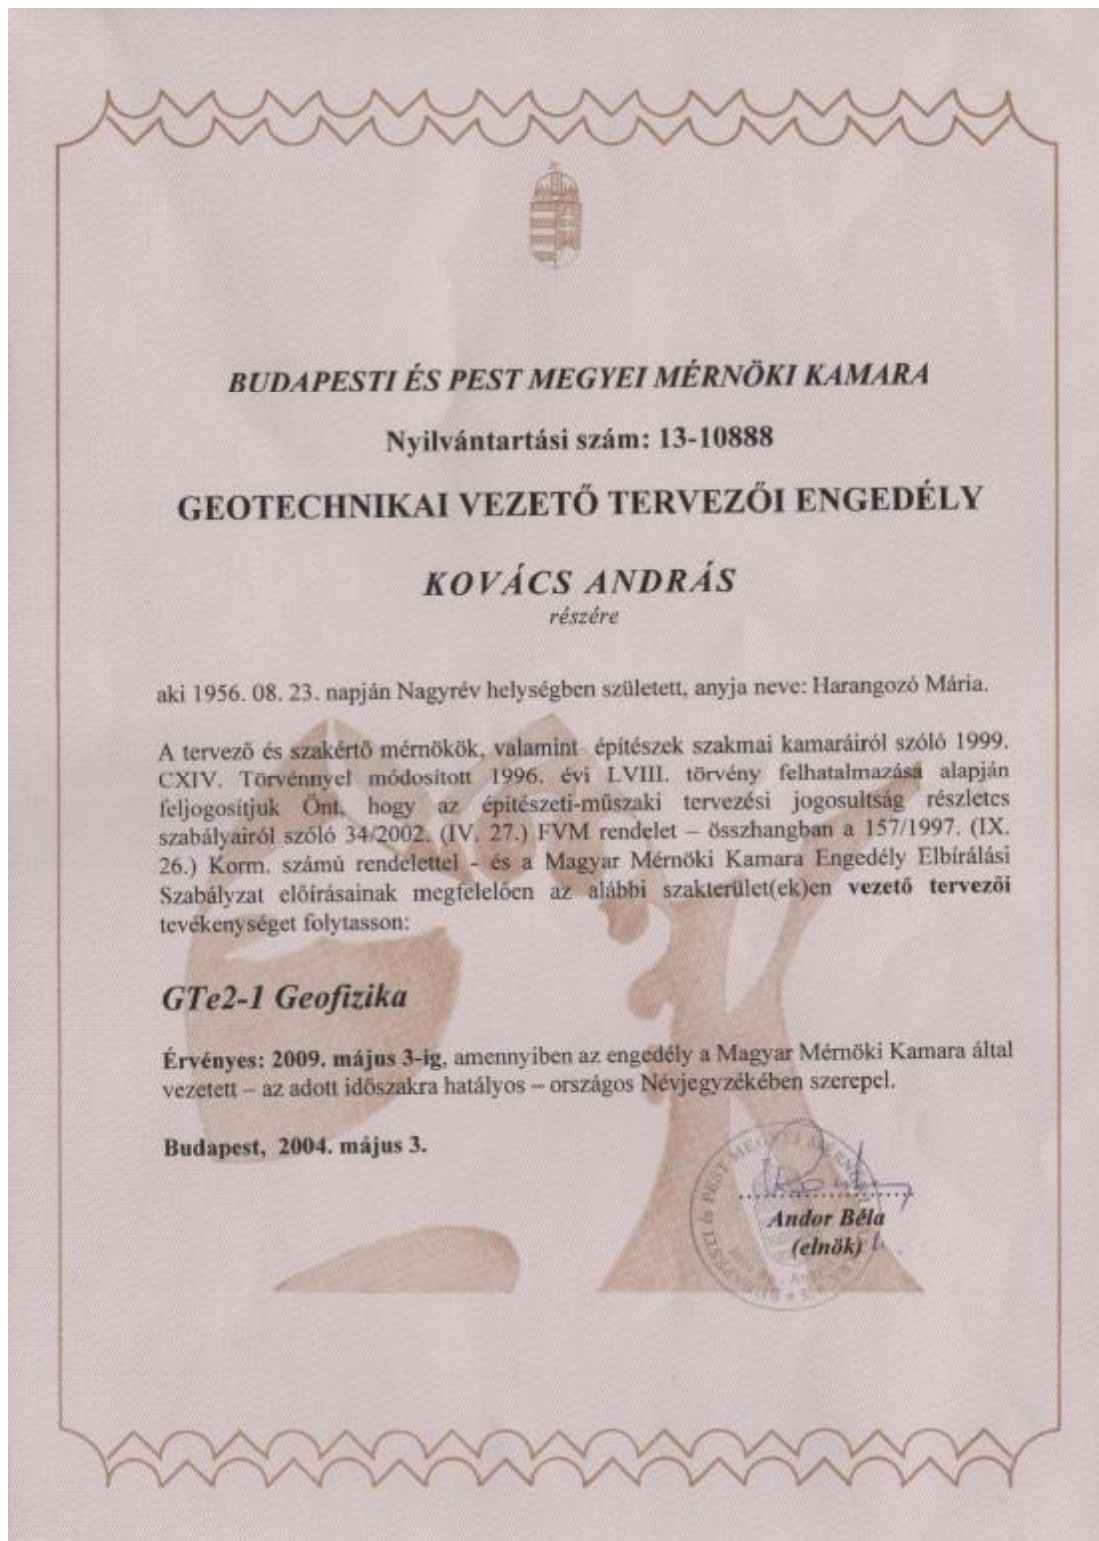 BUDAPESTI ÉS PEST MEGYEI MÉRNÖKI KAMARA
Nyilvántartási szám: 13-10888
GEOTECHNIKAI VEZETŐ TERVEZŐI ENGEDÉLY
KOVÁCS ANDRÁS
részére
aki 1956. 08. 23. napján Nagyrév helységben született, anyja neve: Harangozó Mária.
A tervező és szakértő mérnökök, valamint építészek szakmai kamaráiról szóló 1999.
CXIV. Törvénnyel módosított 1996. évi LVIII. törvény felhatalmazása alapján
feljogosítjuk Önt, hogy az építészeti-műszaki tervezési jogosultság részletes
szabályairól szóló 34/2002. (IV. 27.) FVM rendelet – összhangban a 157/1997. (IX.
26.) Korm. számú rendelettel - és a Magyar Mérnöki Kamara Engedély Elbírálási
Szabályzat előírásainak megfelelően az alábbi szakterület(ek)en vezető tervezői
tevékenységet folytasson:
GTe2-1 Geofizika
Érvényes: 2009. május 3-ig, amennyiben az engedély a Magyar Mérnöki Kamara által
vezetett – az adott időszakra hatályos – országos Névjegyzékében szerepel.
Budapest, 2004. május 3.
Andor Béla
(elnök)
BUDAPESTI és PEST MEGYEI MÉRNÖKI